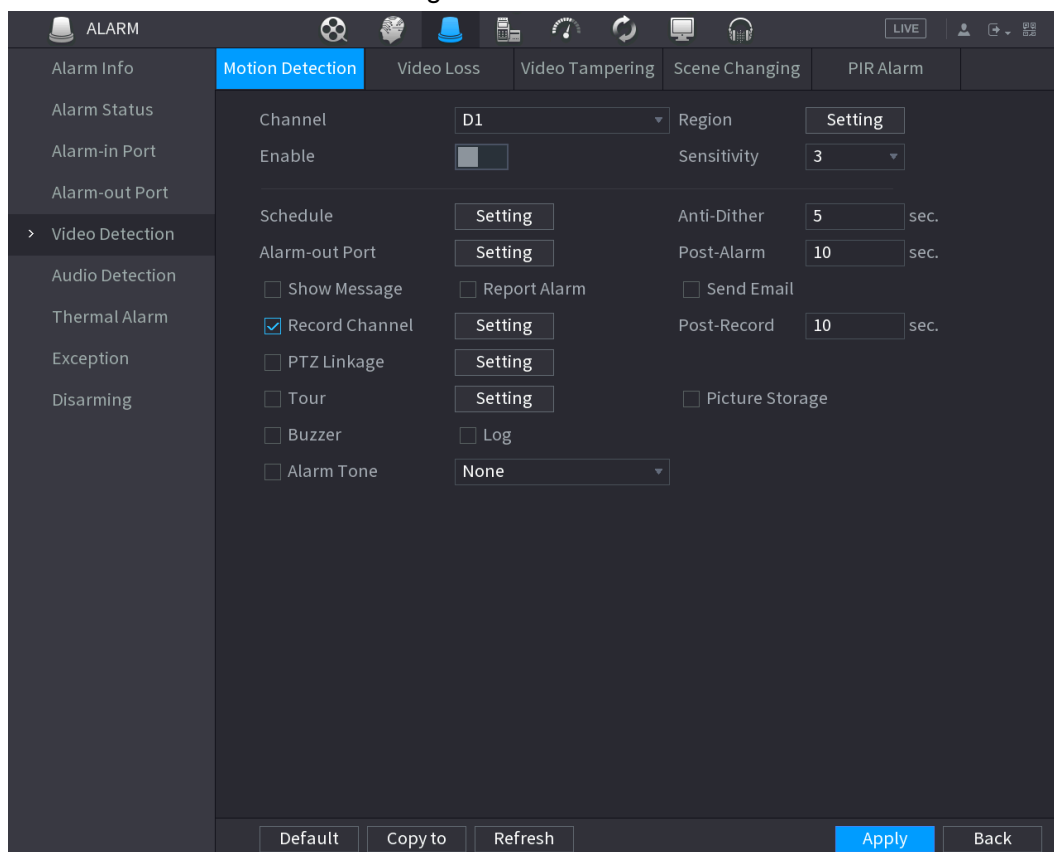 ALARM
LIVE
Alarm Info
Alarm Status
Alarm-in Port
Alarm-out Port
> Video Detection
Audio Detection
Thermal Alarm
Exception
Disarming
Motion Detection Video Loss Video Tampering Scene Changing PIR Alarm
Channel D1 Region Setting
Enable Sensitivity 3
Schedule Setting Anti-Dither 5 sec.
Alarm-out Port Setting Post-Alarm 10 sec.
Show Message Report Alarm Send Email
Record Channel Setting Post-Record 10 sec.
PTZ Linkage Setting
Tour Setting Picture Storage
Buzzer Log
Alarm Tone None
Default Copy to Refresh Apply Back